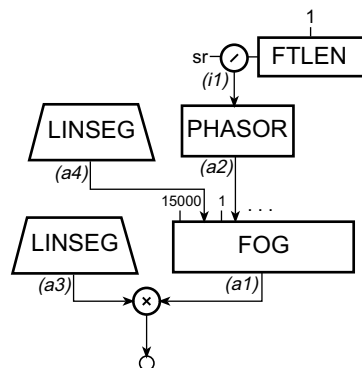 1
sr / FTLEN
(i1)
LINSEG PHASOR
(a4) (a2)
15000 1 . . .
LINSEG FOG
(a3) × (a1)